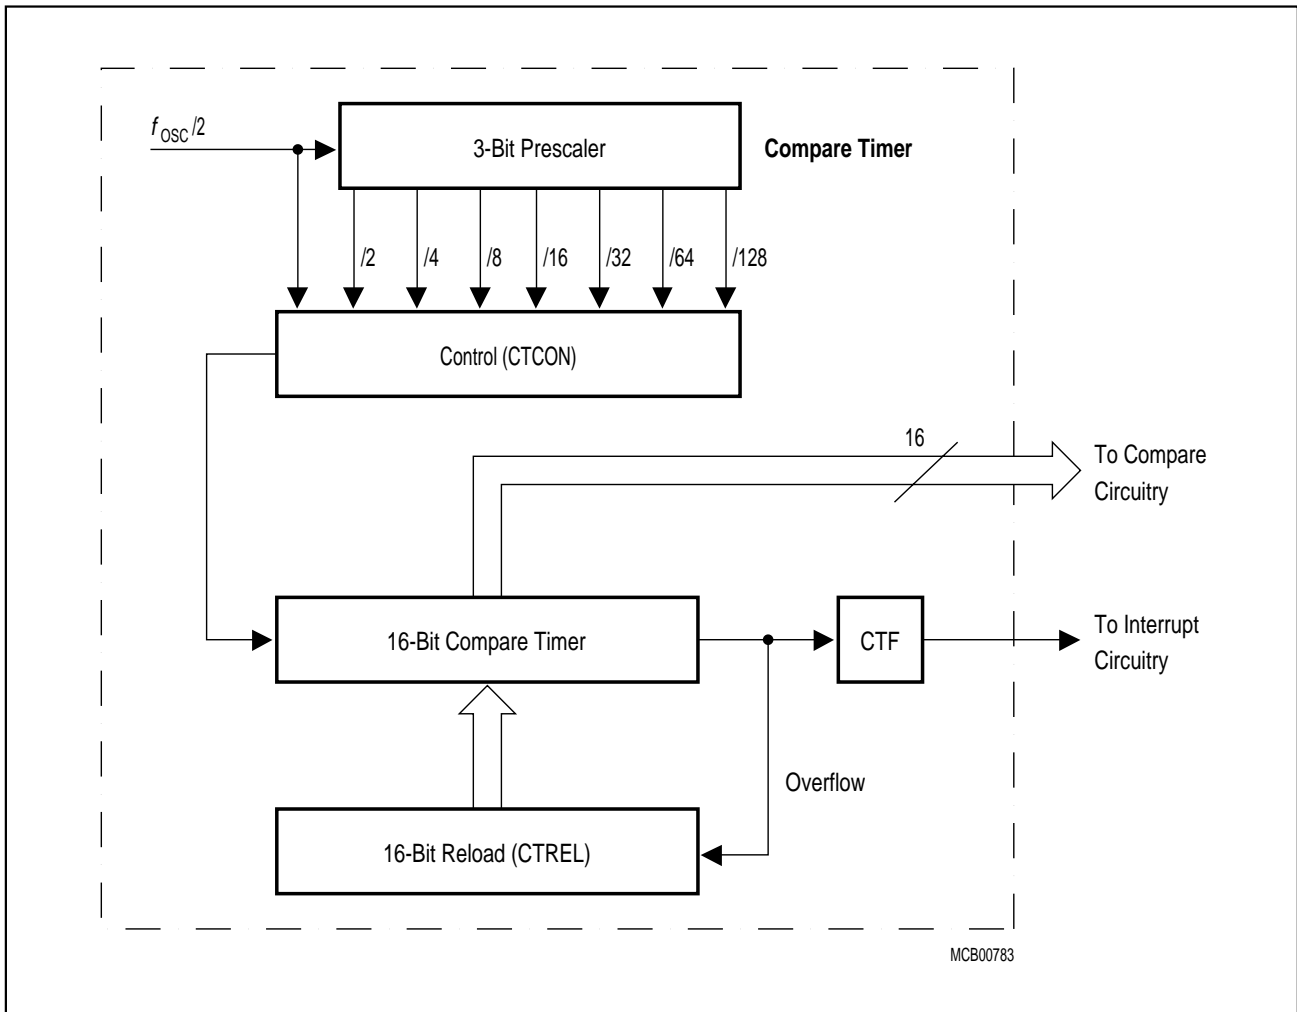 f OSC /2
3-Bit Prescaler
Compare Timer
/2
/4
/8
/16
/32
/64
/128
Control (CTCON)
16
To Compare
Circuitry
16-Bit Compare Timer
CTF
To Interrupt
Circuitry
Overflow
16-Bit Reload (CTREL)
MCB00783